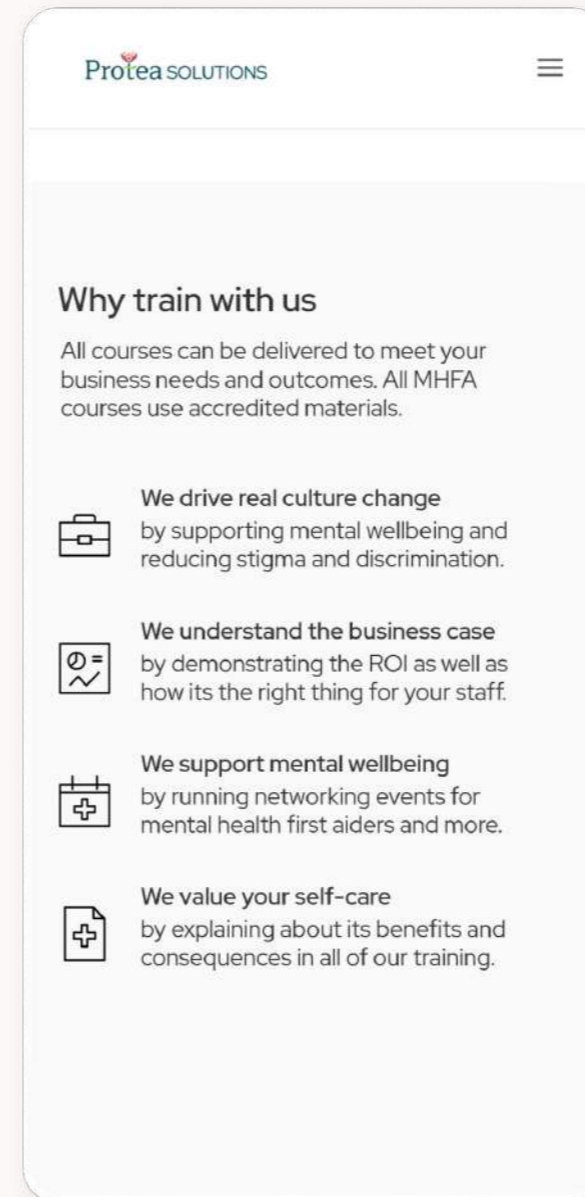 Protea SOLUTIONS
Why train with us
All courses can be delivered to meet your
business needs and outcomes. All MHFA
courses use accredited materials.
We drive real culture change
by supporting mental wellbeing and
reducing stigma and discrimination.
We understand the business case
by demonstrating the ROI as well as
how its the right thing for your staff.
We support mental wellbeing
by running networking events for
mental health first aiders and more.
We value your self-care
by explaining about its benefits and
consequences in all of our training.